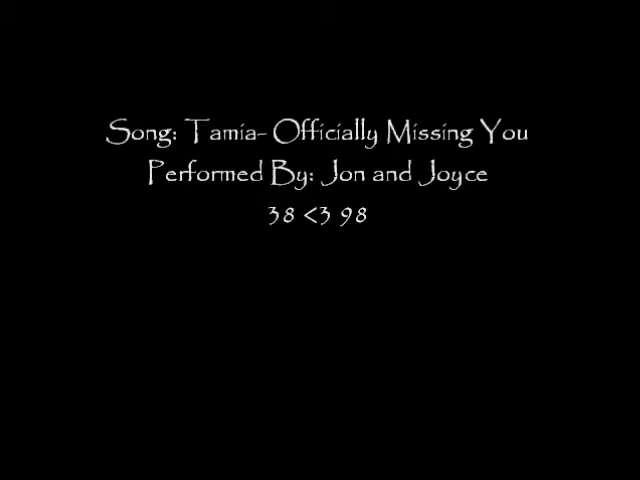 Song: Tamia- Officially Missing You
Performed By: Jon and Joyce
38 <3 98